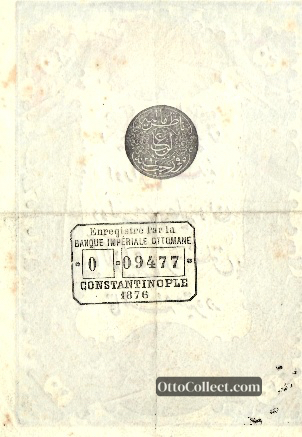 Enregistré Par la
BANQUE IMPÉRIALE OTTOMANE
0 09477
CONSTANTINOPLE
1876
OttoCollect.com